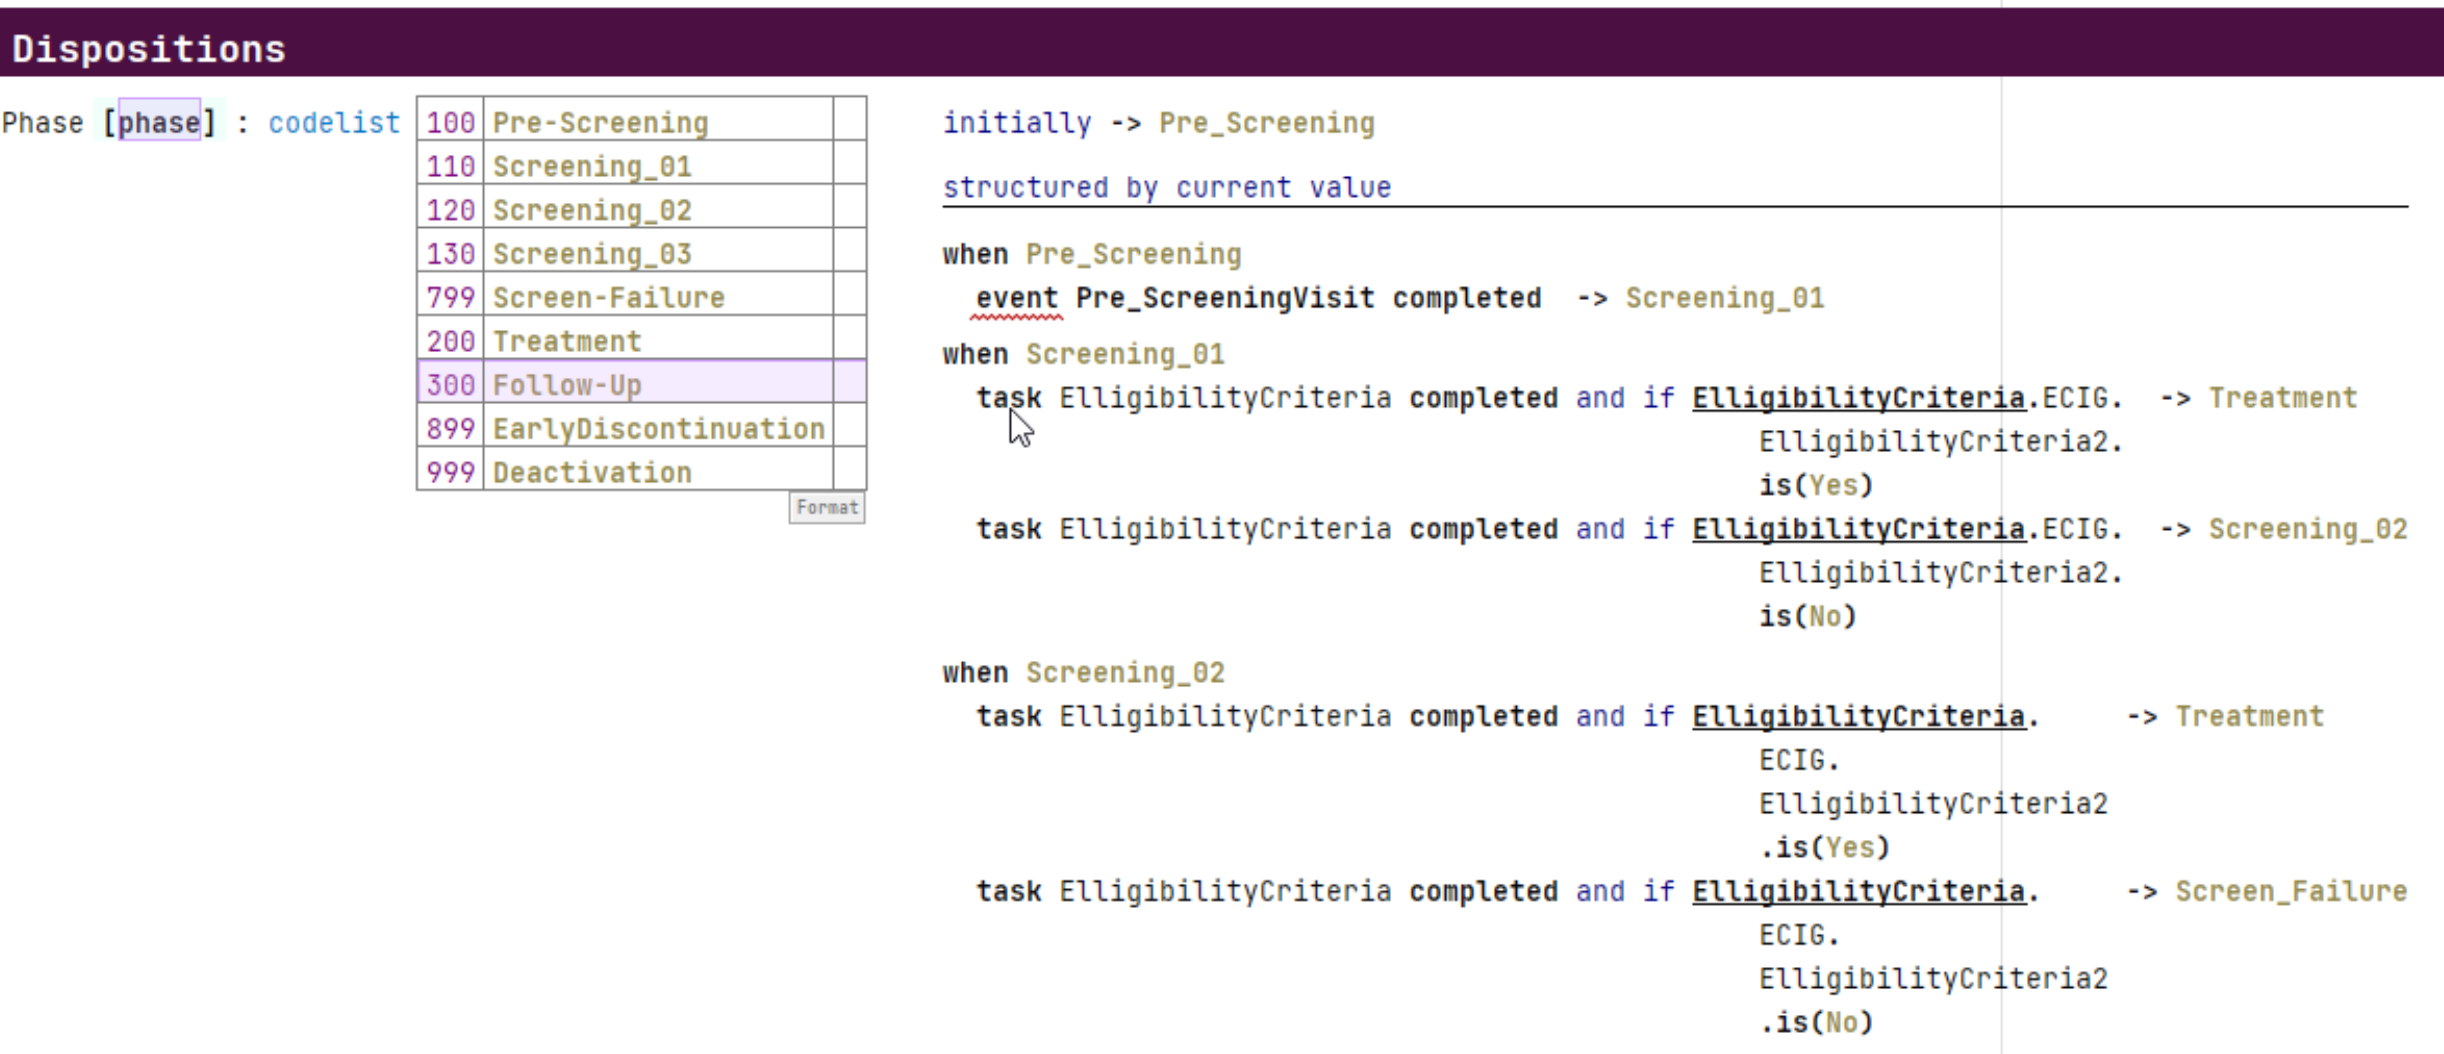 Dispositions
Phase [phase] : codelist
100 Pre-Screening
110 Screening_01
120 Screening_02
130 Screening_03
799 Screen-Failure
200 Treatment
300 Follow-Up
899 EarlyDiscontinuation
999 Deactivation
Format
initially -> Pre_Screening
structured by current value
when Pre_Screening
event Pre_ScreeningVisit completed -> Screening_01
when Screening_01
task ElligibilityCriteria completed and if ElligibilityCriteria.ECIG. -> Treatment
ElligibilityCriteria2.
is(Yes)
task ElligibilityCriteria completed and if ElligibilityCriteria.ECIG. -> Screening_02
ElligibilityCriteria2.
is(No)
when Screening_02
task ElligibilityCriteria completed and if ElligibilityCriteria. -> Treatment
ECIG.
ElligibilityCriteria2
.is(Yes)
task ElligibilityCriteria completed and if ElligibilityCriteria. -> Screen_Failure
ECIG.
ElligibilityCriteria2
.is(No)